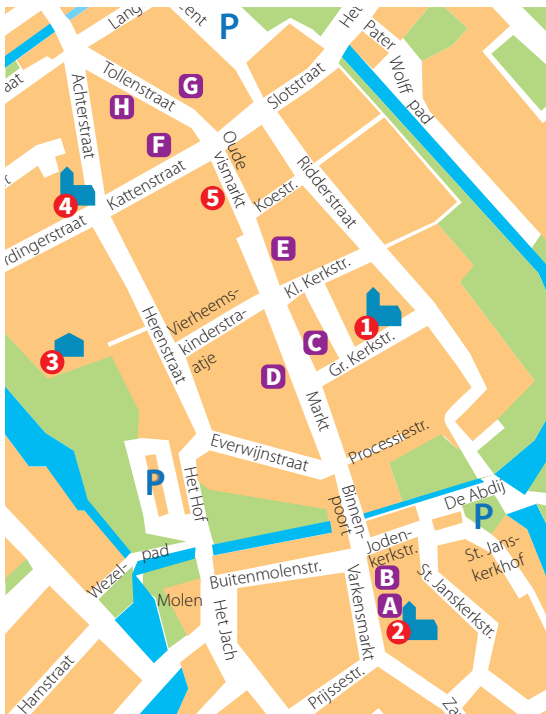 Lang
ent
P
Het
Pater
Wolff
pad
aat
Achterstraat
Tollenstraat
G
H
F
Slotstraat
Oude
vismarkt
Ridderstraat
Kattenstraat
5
Koestr.
4
r
rdingerstraat
E
Kl. Kerkstr.
1
Vierheems-
kinderstra-
atje
Herenstraat
C
3
Gr. Kerkstr.
D
Markt
Everwijnstraat
Processiestr.
P
Het Hof
Binnen-
poort
De Abdij
P
Wezel-
pad
Joden-
kerkstr.
St. Jans-
kerkhof
Buitenmolenstr.
B
Molen
A
2
Varkensmarkt
St. Janskerkstr.
Het Jach
Hamstraat
Prijssestr.
Za